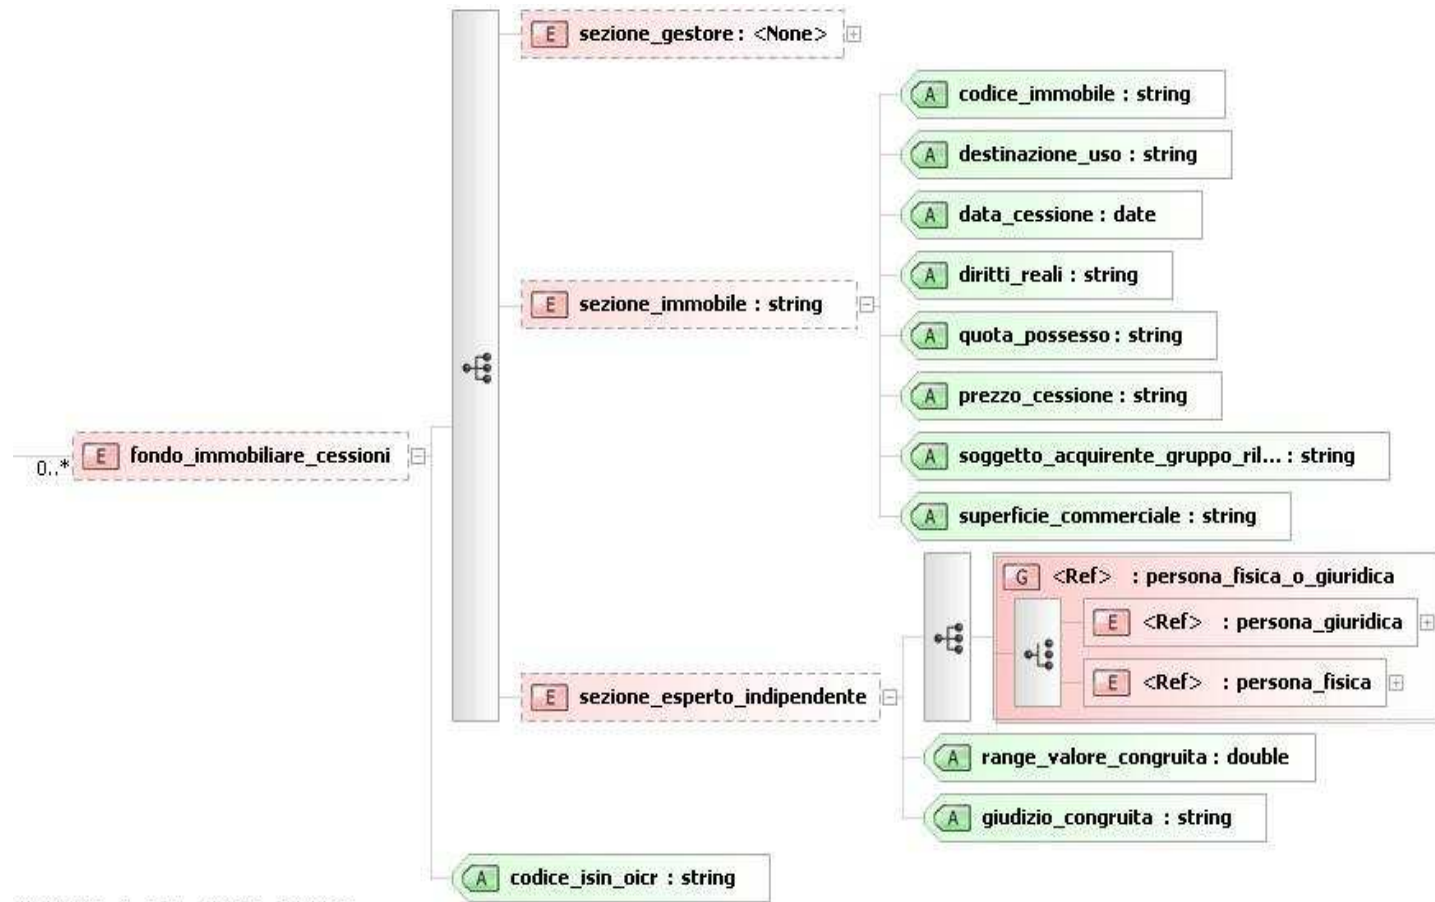 E sezione_gestore : <None>
A codice_immobile : string
A destinazione_uso : string
A data_cessione : date
A diritti_reali : string
E sezione_immobile : string
A quota_possesso : string
A prezzo_cessione : string
0..* E fondo_immobiliare_cessioni
A soggetto_acquirente_gruppo_ril... : string
A superficie_commerciale : string
G <Ref> : persona_fisica_o_giuridica
E <Ref> : persona_giuridica
E <Ref> : persona_fisica
E sezione_esperto_indipendente
A range_valore_congruita : double
A giudizio_congruita : string
A codice_isin_oicr : string